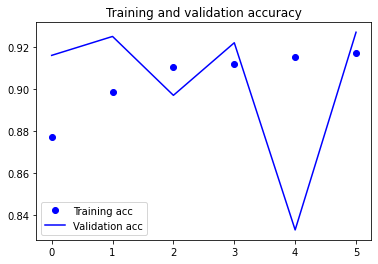 Training and validation accuracy
0.92
0.90
0.88
0.86
0.84
Training acc
Validation acc
0 1 2 3 4 5